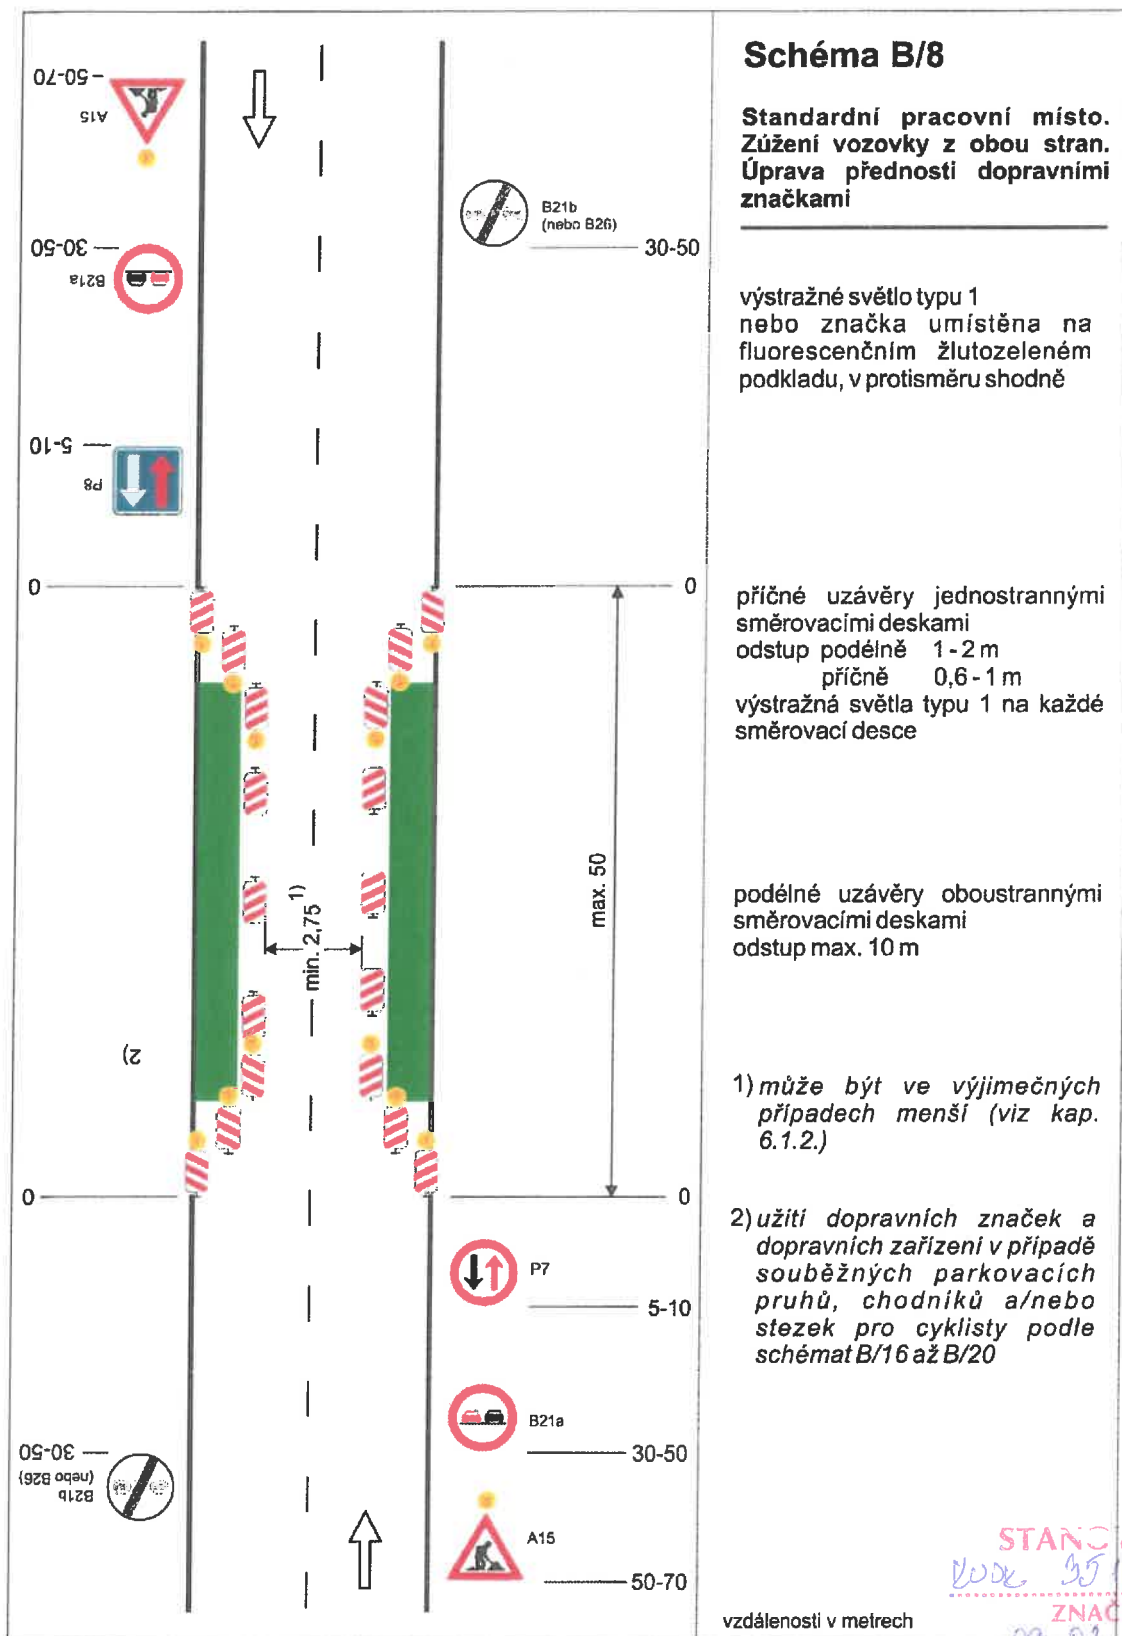 Schéma B/8
Standardní pracovní místo.
Zúžení vozovky z obou stran.
Úprava přednosti dopravními
značkami
50-70
A15
B21b
(nebo B26)
30-50
30-50
B21a
výstražné světlo typu 1
nebo značka umístěna na
fluorescenčním žlutozeleném
podkladu, v protisměru shodně
5-10
P8
0
0
příčné uzávěry jednostrannými
směrovacími deskami
odstup podélně 1-2 m
příčně 0,6-1 m
výstražná světla typu 1 na každé
směrovací desce
max. 50
min. 2,75 1)
podélné uzávěry oboustrannými
směrovacími deskami
odstup max. 10 m
2)
1) může být ve výjimečných
případech menší (viz kap.
6.1.2.)
0
0
2) užití dopravních značek a
dopravních zařízení v případě
souběžných parkovacích
pruhů, chodníků a/nebo
stezek pro cyklisty podle
schémat B/16 až B/20
P7
5-10
B21a
30-50
30-50
B21b
(nebo B26)
A15
50-70
STANO
ZNAČ
vzdálenosti v metrech